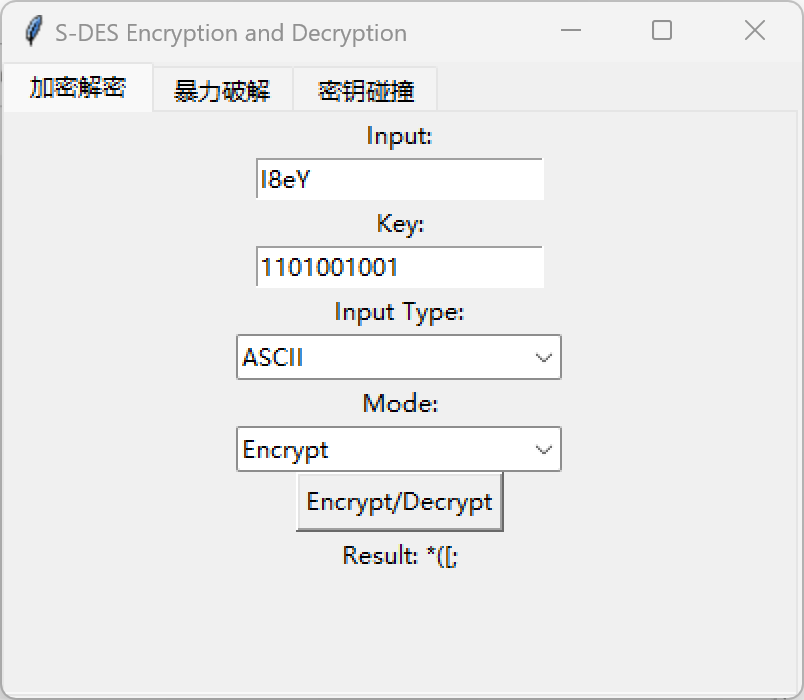 S-DES Encryption and Decryption
加密解密 暴力破解 密钥碰撞
Input:
I8eY
Key:
1101001001
Input Type:
ASCII
Mode:
Encrypt
Encrypt/Decrypt
Result: *([;